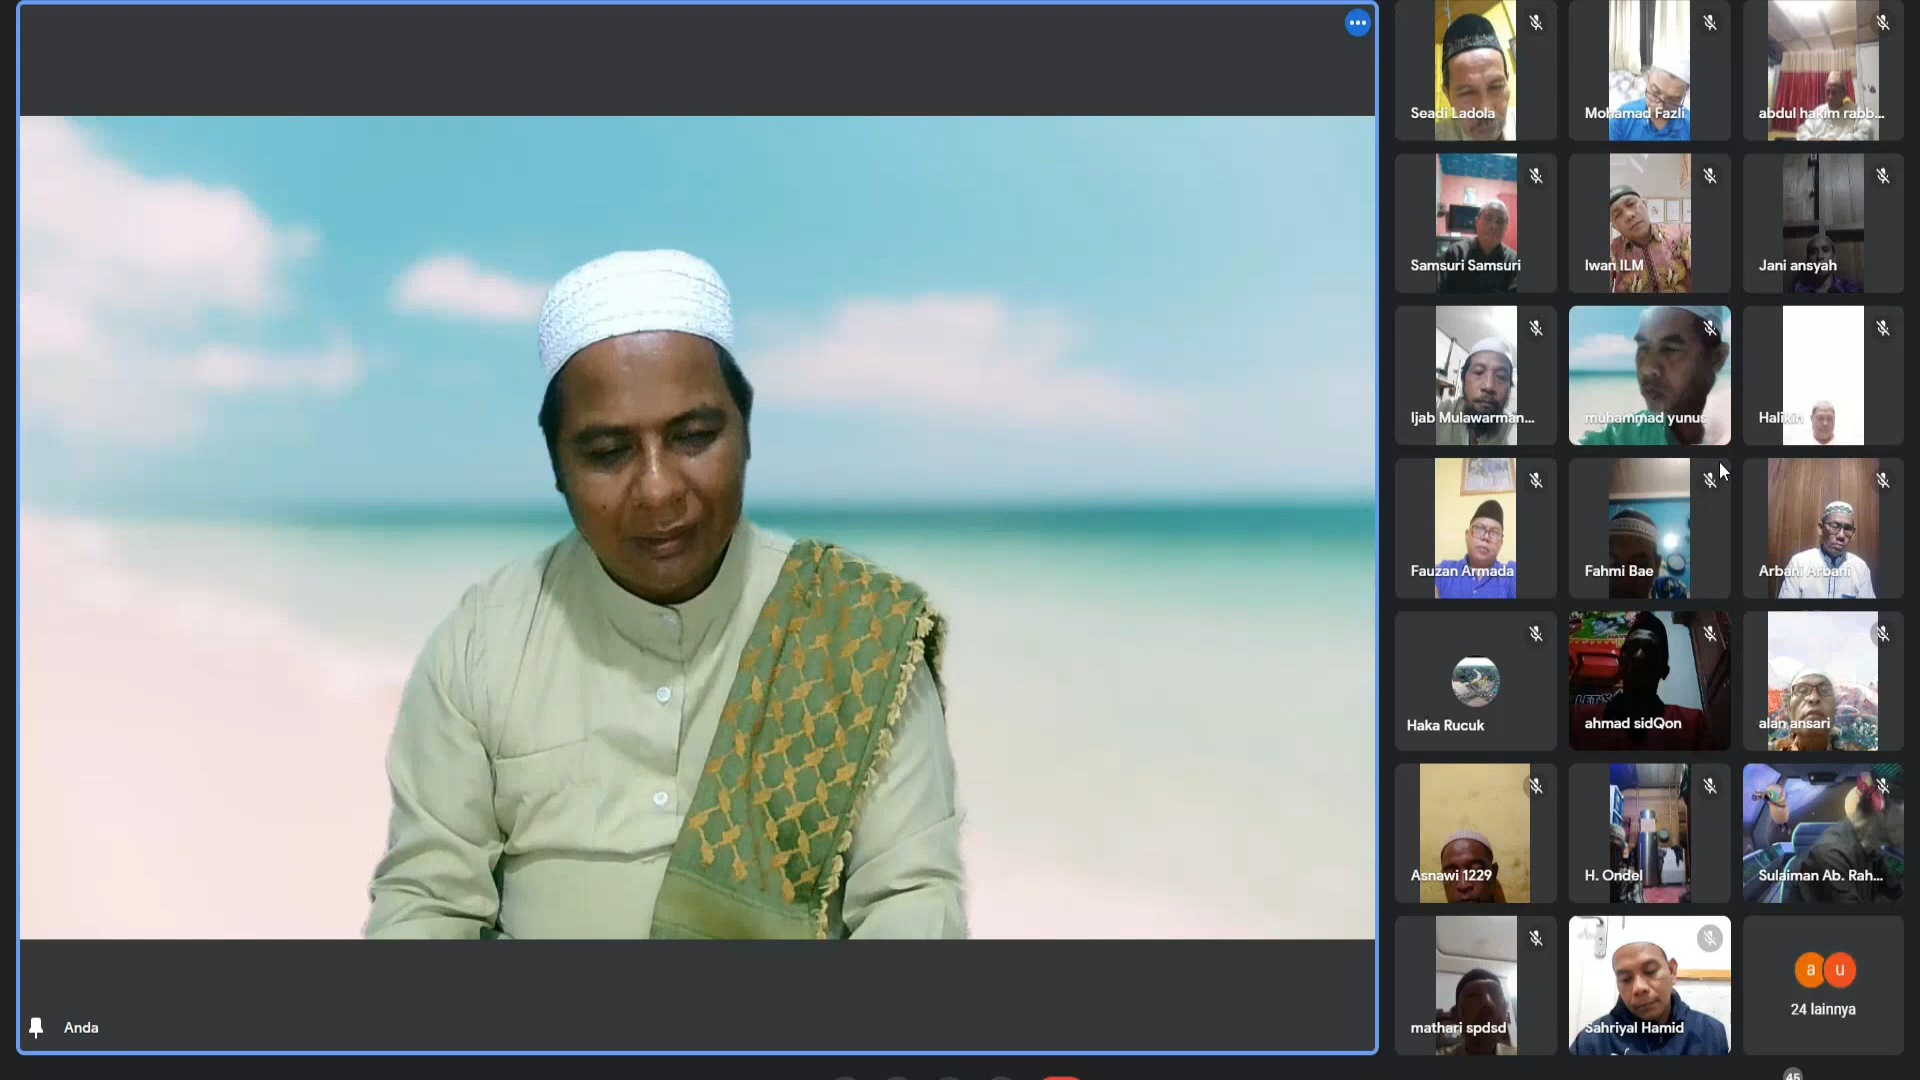 Seadi Ladola
Mohamad Fazli
abdul hakim rabb...
Samsuri Samsuri
Iwan ILM
Jani ansyah
Ijab Mulawarman...
muhammad yunus
Halikin
Fauzan Armada
Fahmi Bae
Arbani Arbani
Haka Rucuk
LET'S
ahmad sidQon
alan ansari
Asnawi 1229
H. Ondel
Sulaiman Ab. Rah...
mathari spdsd
Sahriyal Hamid
a u
24 lainnya
Anda
45